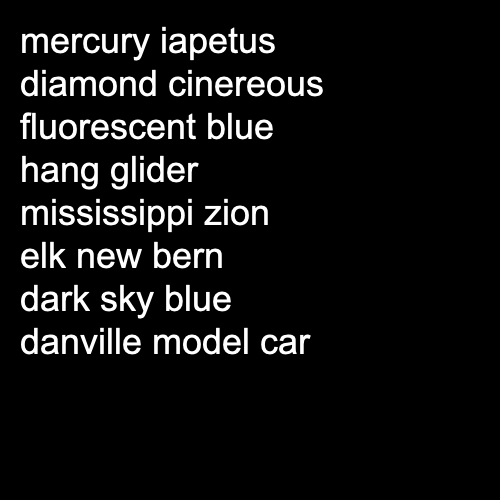 mercury iapetus
diamond cinereous
fluorescent blue
hang glider
mississippi zion
elk new bern
dark sky blue
danville model car